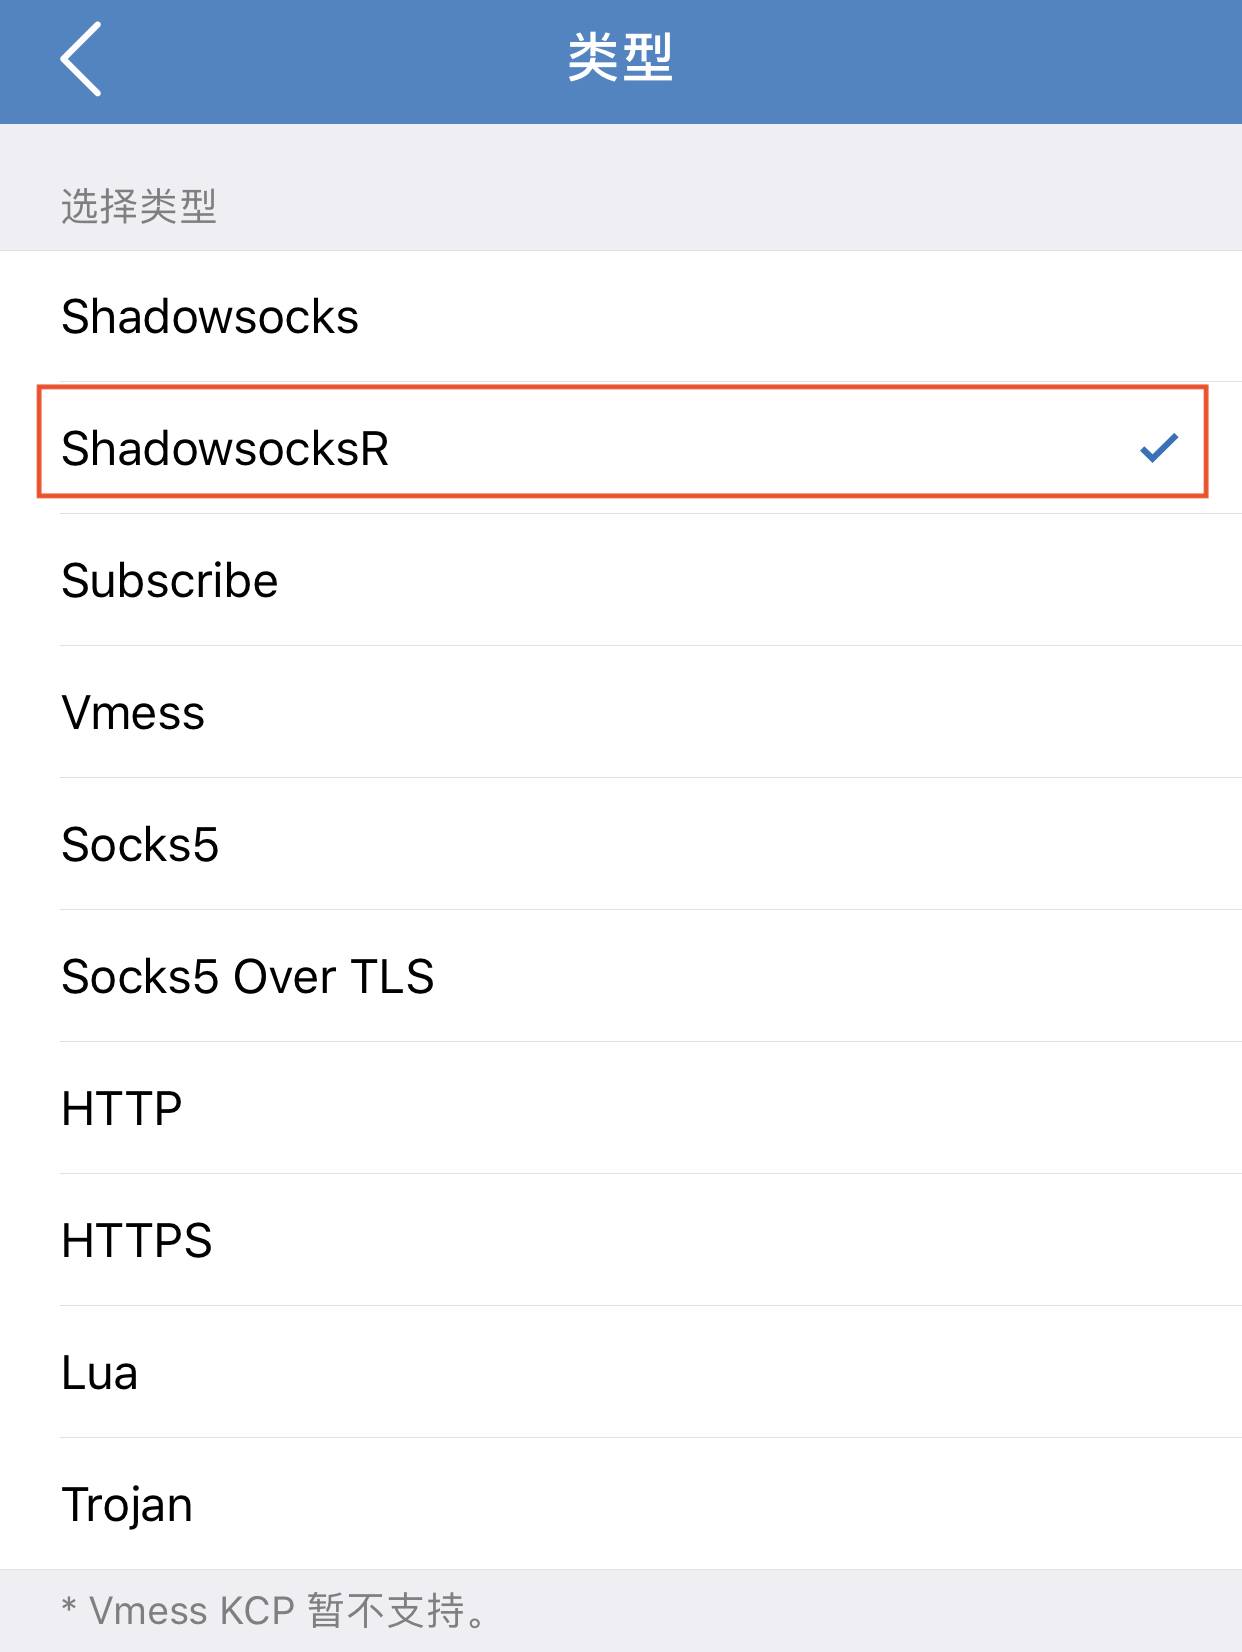 类型
选择类型
Shadowsocks
ShadowsocksR
Subscribe
Vmess
Socks5
Socks5 Over TLS
HTTP
HTTPS
Lua
Trojan
* Vmess KCP 暂不支持。